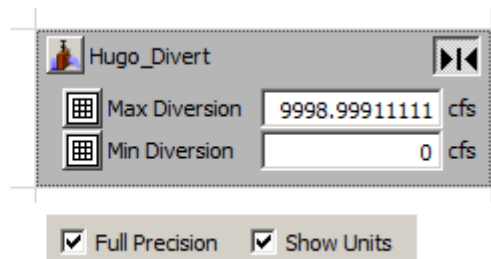 Hugo_Divert
Max Diversion 9998.99911111 cfs
Min Diversion 0 cfs
Full Precision Show Units